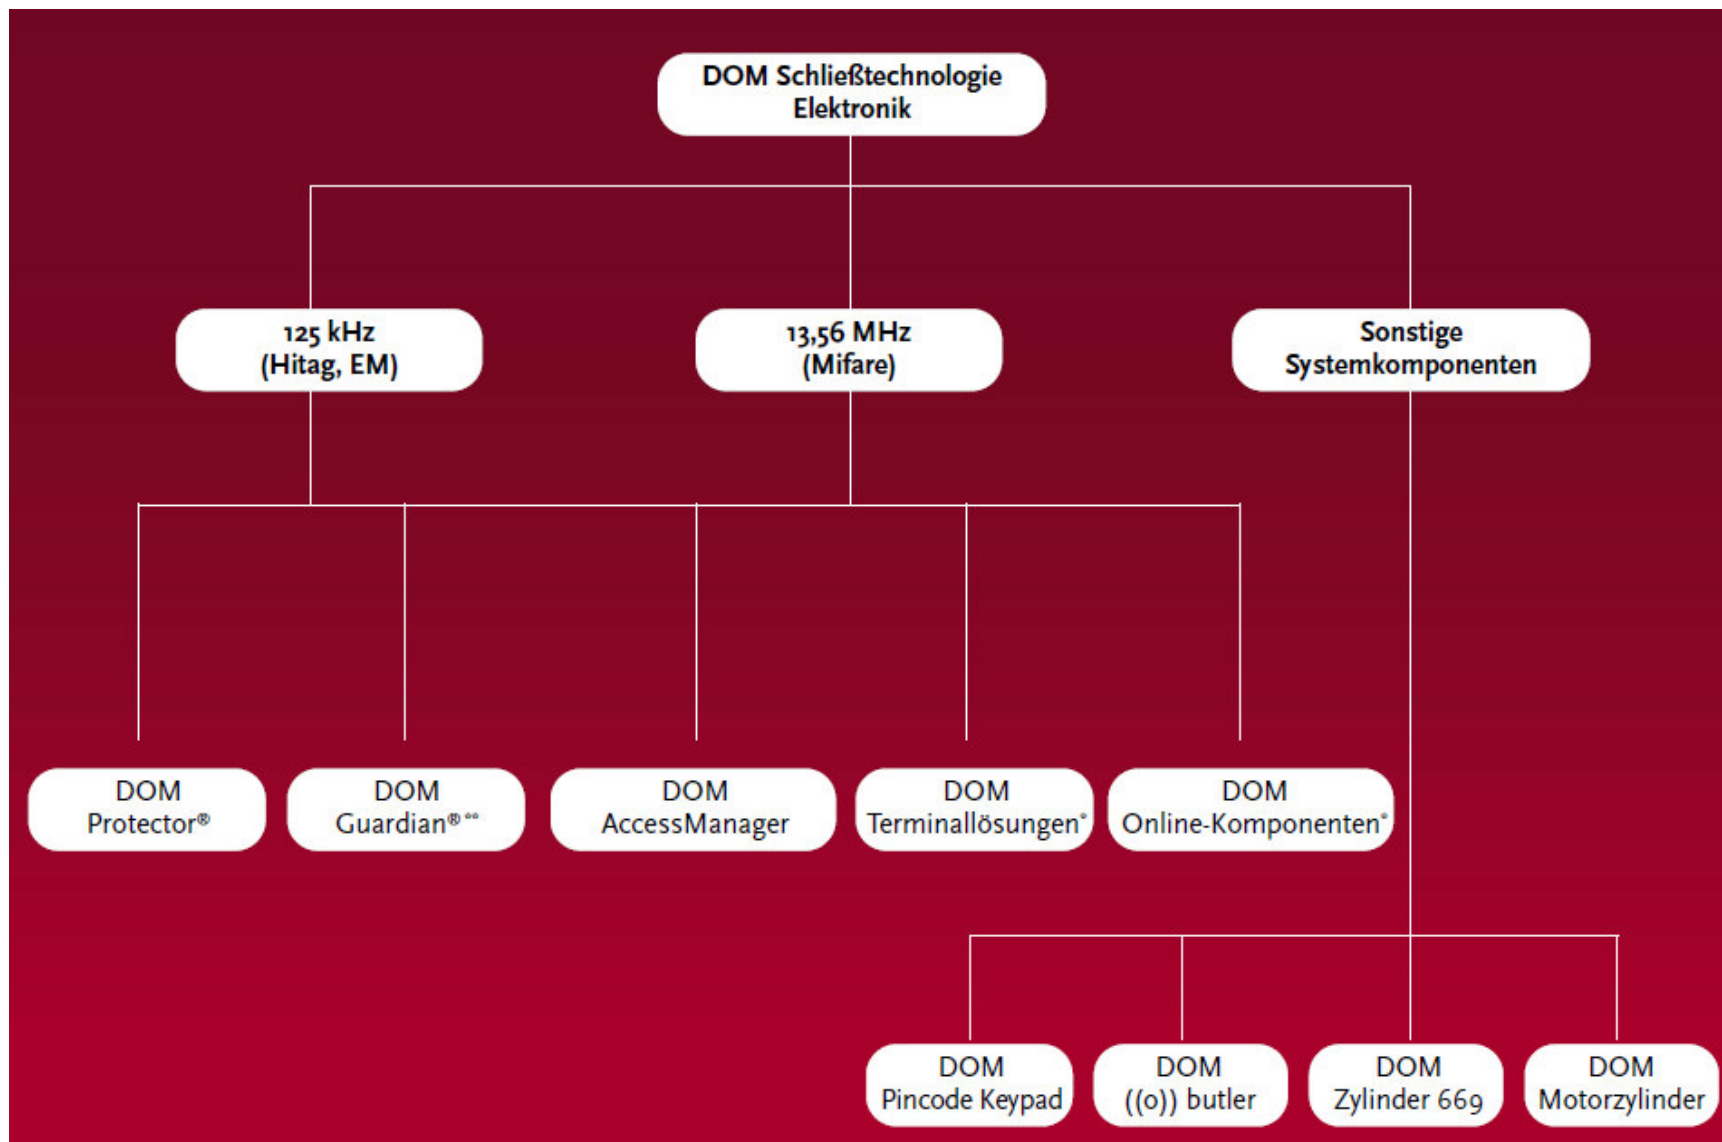 DOM Schließtechnologie
Elektronik
125 kHz
(Hitag, EM)
13,56 MHz
(Mifare)
Sonstige
Systemkomponenten
DOM
Protector®
DOM
Guardian® **
DOM
AccessManager
DOM
Terminallösungen*
DOM
Online-Komponenten*
DOM
Pincode Keypad
DOM
((o)) butler
DOM
Zylinder 669
DOM
Motorzylinder